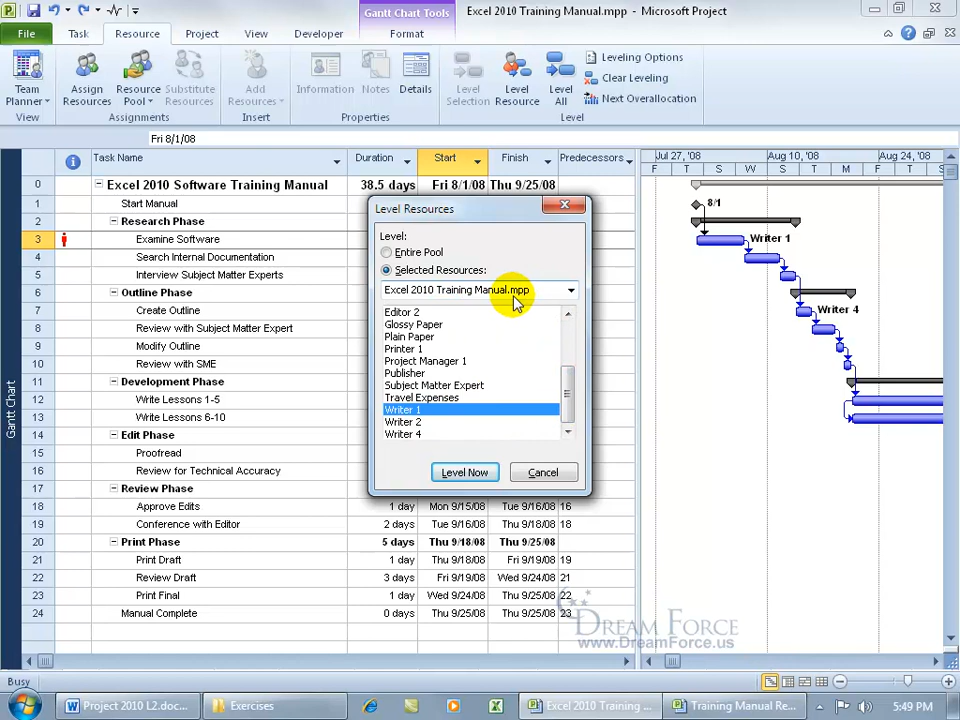 Gantt Chart Tools
Excel 2010 Training Manual.mpp - Microsoft Project
File Task Resource Project View Developer Format
Team Planner
Assign Resources
Resource Pool
Substitute Resources
Add Resources
Information
Notes
Details
Level Selection
Level Resource
Level All
Leveling Options
Clear Leveling
Next Overallocation
View Assignments Insert Properties Level
Fri 8/1/08
Task Name Duration Start Finish Predecessors Jul 27, '08 Aug 10, '08 Aug 24, '08
F T S W S T M F T S
0 Excel 2010 Software Training Manual 38.5 days Fri 8/1/08 Thu 9/25/08
1 Start Manual 8/1
2 Research Phase
3 Examine Software Writer 1
4 Search Internal Documentation
5 Interview Subject Matter Experts
6 Outline Phase
7 Create Outline Writer 4
8 Review with Subject Matter Expert
9 Modify Outline
10 Review with SME
11 Development Phase
12 Write Lessons 1-5
13 Write Lessons 6-10
14 Edit Phase
15 Proofread
16 Review for Technical Accuracy
17 Review Phase
18 Approve Edits 1 day Mon 9/15/08 Tue 9/16/08 16
19 Conference with Editor 2 days Tue 9/16/08 Thu 9/18/08 18
20 Print Phase 5 days Thu 9/18/08 Thu 9/25/08
21 Print Draft 1 day Thu 9/18/08 Fri 9/19/08 19
22 Review Draft 3 days Fri 9/19/08 Wed 9/24/08 21
23 Print Final 1 day Wed 9/24/08 Thu 9/25/08 22
24 Manual Complete 0 days Thu 9/25/08 Thu 9/25/08 23
Gantt Chart
Level Resources
Level:
Entire Pool
Selected Resources:
Excel 2010 Training Manual.mpp
Editor 2
Glossy Paper
Plain Paper
Printer 1
Project Manager 1
Publisher
Subject Matter Expert
Travel Expenses
Writer 1
Writer 2
Writer 4
Level Now Cancel
DREAM FORCE
www.DreamForce.us
Busy
Project 2010 L2.doc... Exercises Excel 2010 Training ... Training Manual Re... 5:49 PM